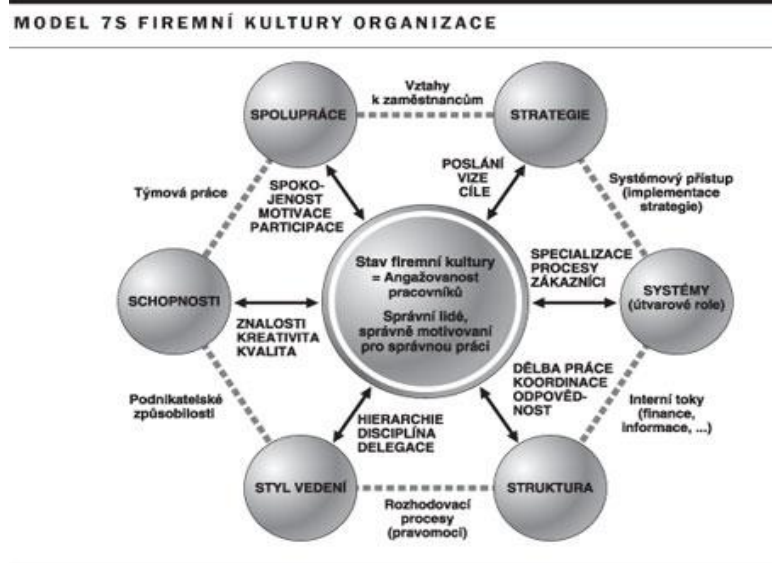 MODEL 7S FIREMNÍ KULTURY ORGANIZACE
Vztahy
k zaměstnancům
SPOLUPRÁCE
STRATEGIE
POSLÁNÍ
VIZE
CÍLE
Systémový přístup
(implementace
strategie)
Týmová práce
SPOKO-
JENOST
MOTIVACE
PARTICIPACE
Stav firemní kultury
= Angažovanost
pracovníků
Správní lidé,
správně motivovaní
pro správnou práci
SPECIALIZACE
PROCESY
ZÁKAZNÍCI
SCHOPNOSTI
SYSTÉMY
(útvarové role)
ZNALOSTI
KREATIVITA
KVALITA
DĚLBA PRÁCE
KOORDINACE
ODPOVĚD-
NOST
Podnikatelské
způsobilosti
Interní toky
(finance,
informace, ...)
HIERARCHIE
DISCIPLÍNA
DELEGACE
STYL VEDENÍ
STRUKTURA
Rozhodovací
procesy
(pravomoci)